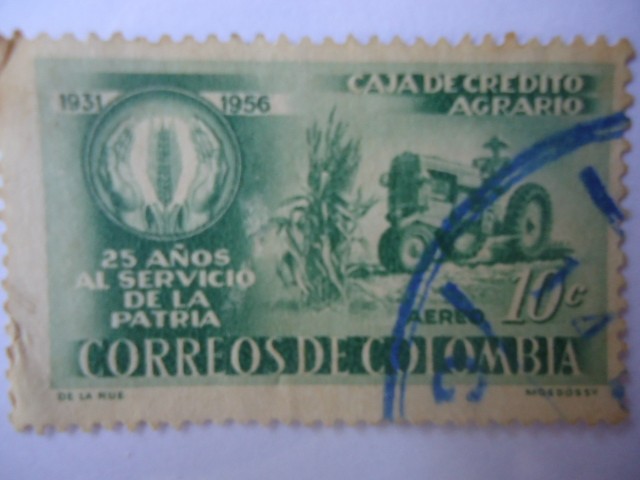 1931 1956
CAJA DE CREDITO
AGRARIO
25 AÑOS
AL SERVICIO
DE LA
PATRIA
AEREO 10c
CORREOS DE COLOMBIA
DE LA RUE